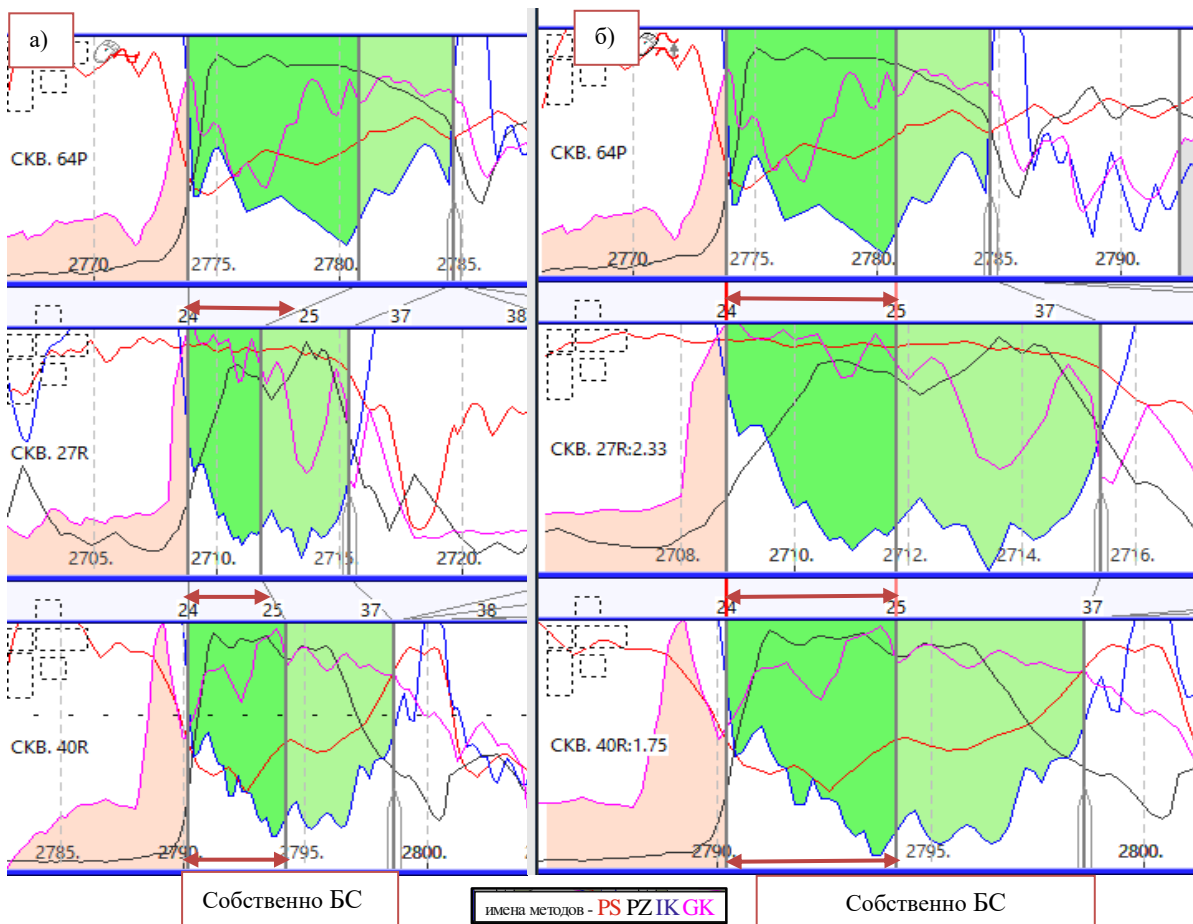 а)
б)
СКВ. 64P
2770. 2775. 2780. 2785.
24 25 37 38
СКВ. 27R
2705. 2710. 2715. 2720.
24 25 37 38
СКВ. 40R
2785. 2790. 2795. 2800.
Собственно БС
СКВ. 64P
2770. 2775. 2780. 2785. 2790.
24 25 37
СКВ. 27R:2.33
2708. 2710. 2712. 2714. 2716.
24 25 37
СКВ. 40R:1.75
2790. 2795. 2800.
имена методов - PS PZ IK GK
Собственно БС